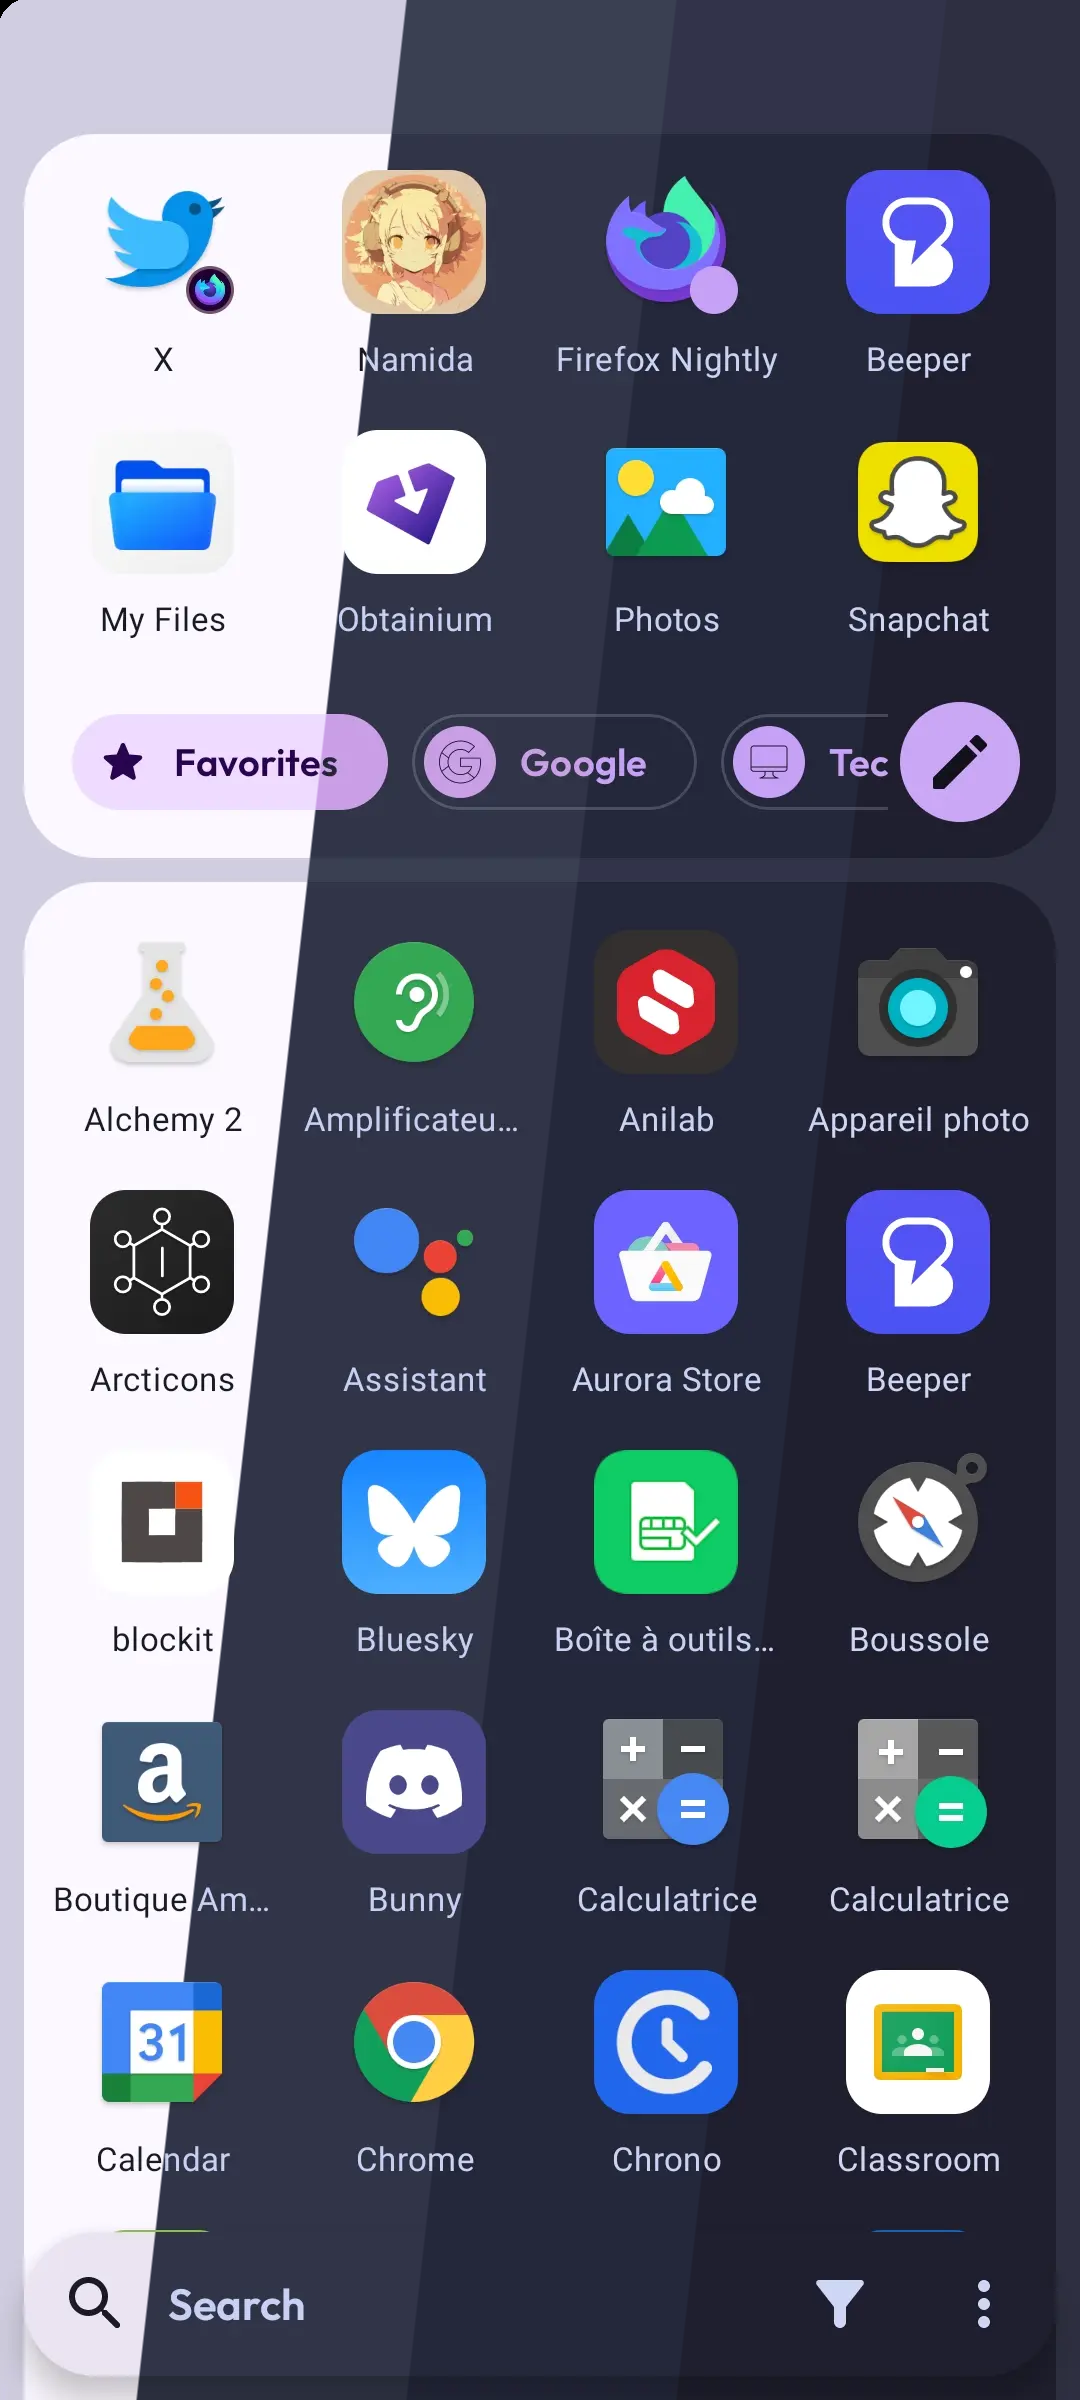 X Namida Firefox Nightly Beeper
My Files Obtainium Photos Snapchat
Favorites Google Tec
Alchemy 2 Amplificateu... Anilab Appareil photo
Arcticons Assistant Aurora Store Beeper
blockit Bluesky Boîte à outils... Boussole
Boutique Am... Bunny Calculatrice Calculatrice
31
Calendar Chrome Chrono Classroom
Search